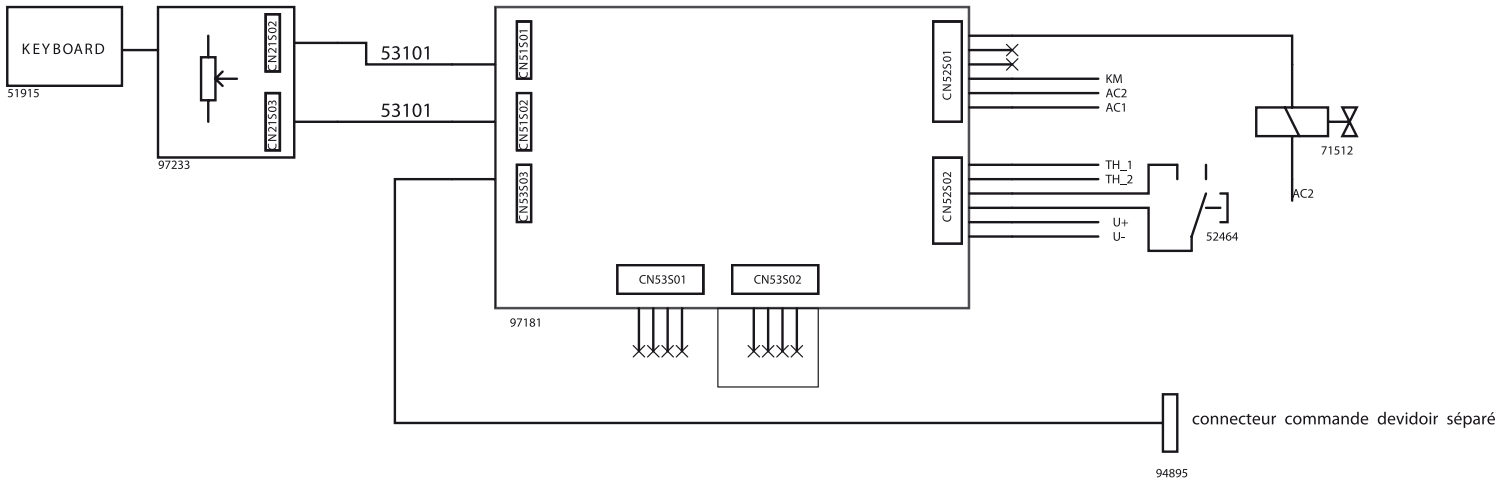 KEYBOARD
51915
CN21S02
CN21S03
97233
53101
53101
CN51S01
CN51S02
CN53S03
CN52S01
CN52S02
CN53S01
CN53S02
97181
KM
AC2
AC1
TH_1
TH_2
U+
U-
52464
71512
AC2
connecteur commande devidoir séparé
94895